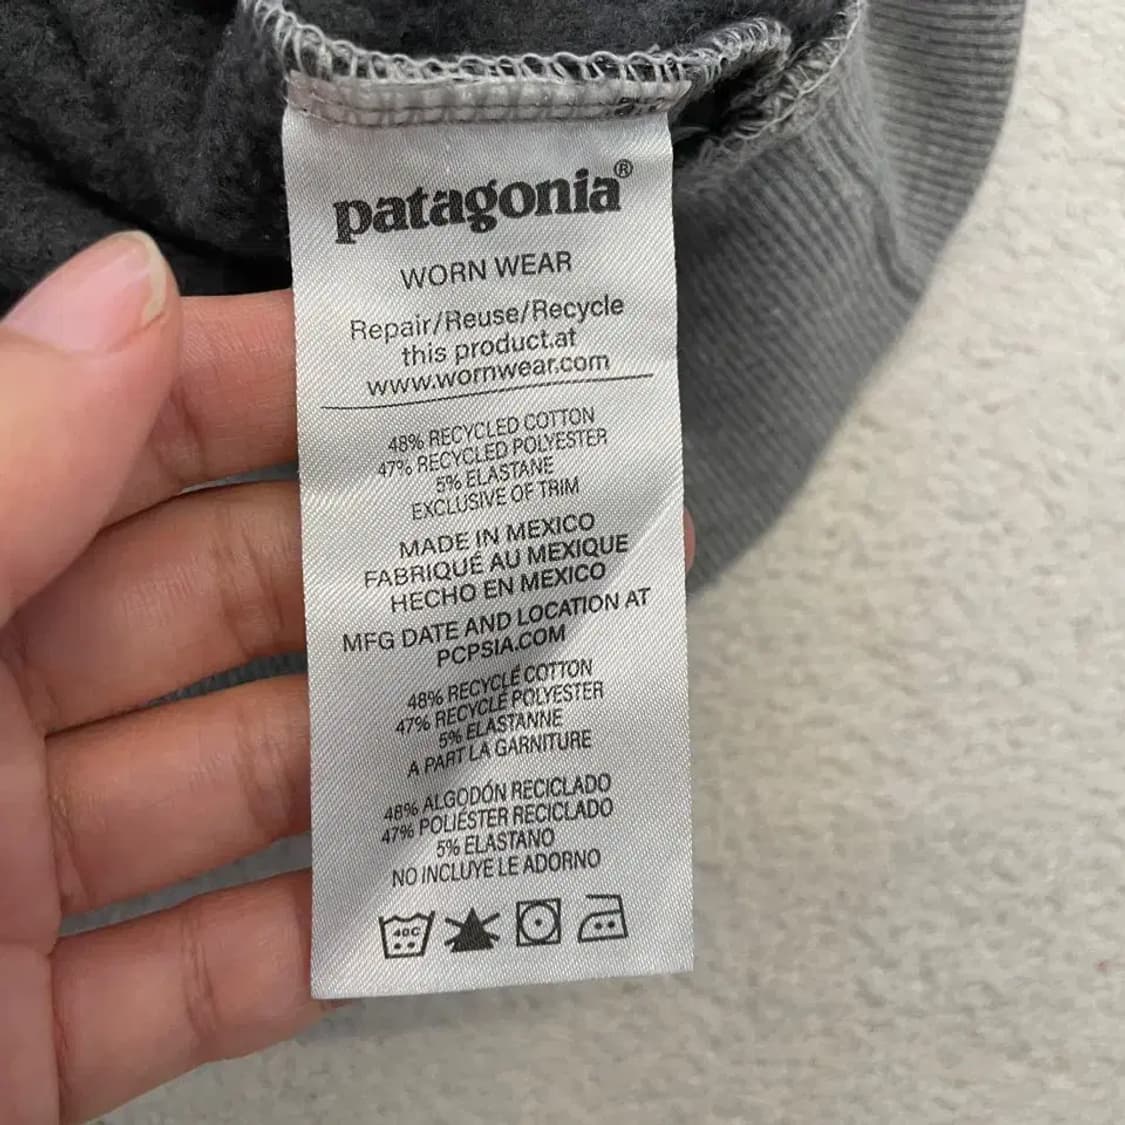 patagonia®
WORN WEAR
Repair/Reuse/Recycle
this product.at
www.wornwear.com
48% RECYCLED COTTON
47% RECYCLED POLYESTER
5% ELASTANE
EXCLUSIVE OF TRIM
MADE IN MEXICO
FABRIQUÉ AU MEXIQUE
HECHO EN MEXICO
MFG DATE AND LOCATION AT
PCPSIA.COM
48% RECYCLÉ COTTON
47% RECYCLÉ POLYESTER
5% ELASTANNE
A PART LA GARNITURE
48% ALGODÓN RECICLADO
47% POLIÉSTER RECICLADO
5% ELASTANO
NO INCLUYE LE ADORNO
40C